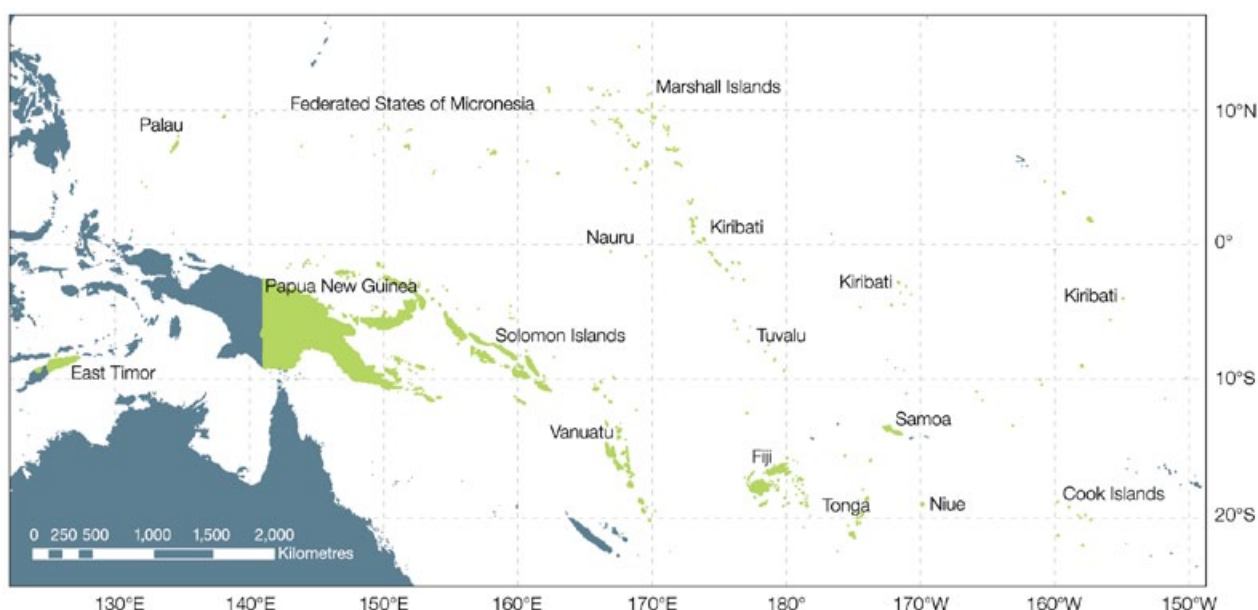 Marshall Islands
Federated States of Micronesia
10°N
Palau
Kiribati
Nauru
0°
Papua New Guinea
Kiribati
Kiribati
Solomon Islands
Tuvalu
East Timor
10°S
Samoa
Vanuatu
Fiji
Cook Islands
Tonga
Niue
20°S
0 250 500 1,000 1,500 2,000
Kilometres
130°E 140°E 150°E 160°E 170°E 180° 170°W 160°W 150°W